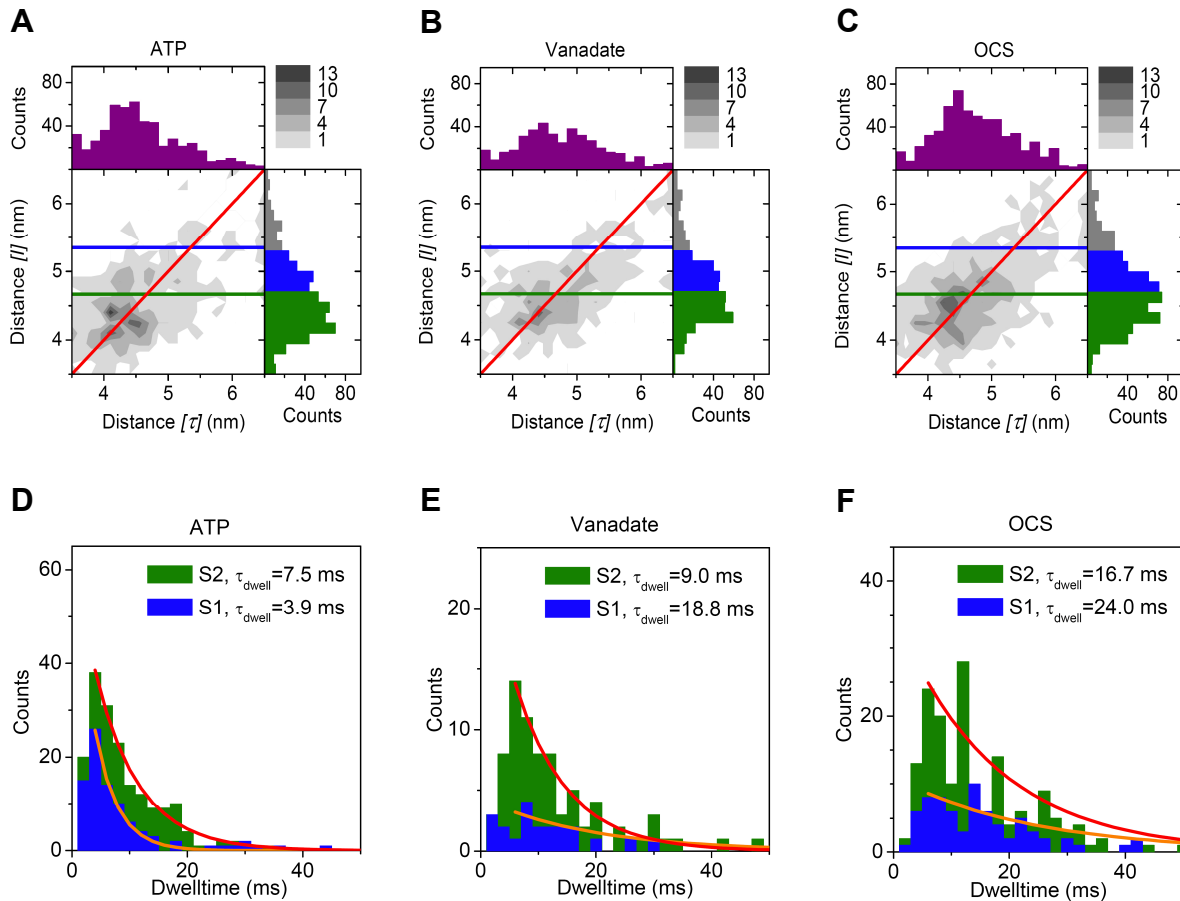 A
ATP
80
40
Counts
13
10
7
4
1
6
5
4
Distance [I] (nm)
4 5 6
Distance [τ] (nm)
40 80
Counts
B
Vanadate
80
40
Counts
13
10
7
4
1
6
5
4
Distance [I] (nm)
4 5 6
Distance [τ] (nm)
40 80
Counts
C
OCS
80
40
Counts
13
10
7
4
1
6
5
4
Distance [I] (nm)
4 5 6
Distance [τ] (nm)
40 80
Counts
D
ATP
S2, τdwell=7.5 ms
S1, τdwell=3.9 ms
60
40
20
0
Counts
0 20 40
Dwelltime (ms)
E
Vanadate
S2, τdwell=9.0 ms
S1, τdwell=18.8 ms
20
10
0
Counts
0 20 40
Dwelltime (ms)
F
OCS
S2, τdwell=16.7 ms
S1, τdwell=24.0 ms
40
20
0
Counts
0 20 40
Dwelltime (ms)